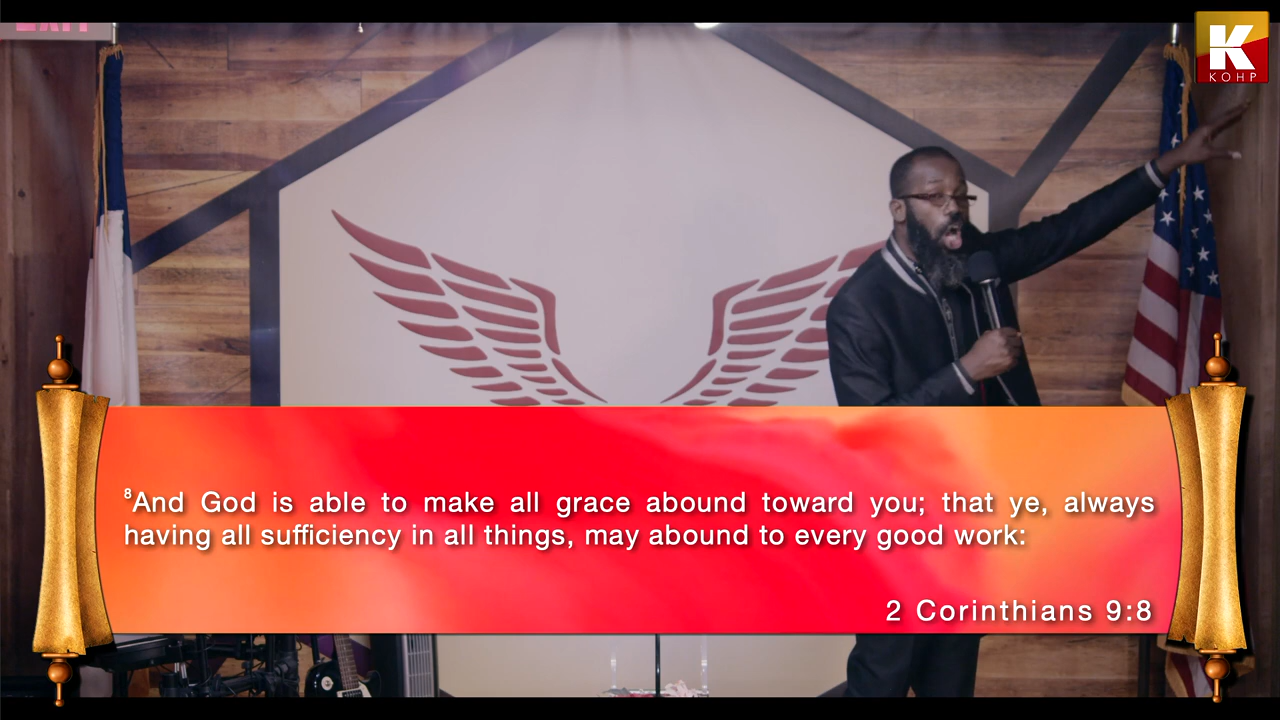 EXIT
K
KOHP
⁸And God is able to make all grace abound toward you; that ye, always
having all sufficiency in all things, may abound to every good work:
2 Corinthians 9:8